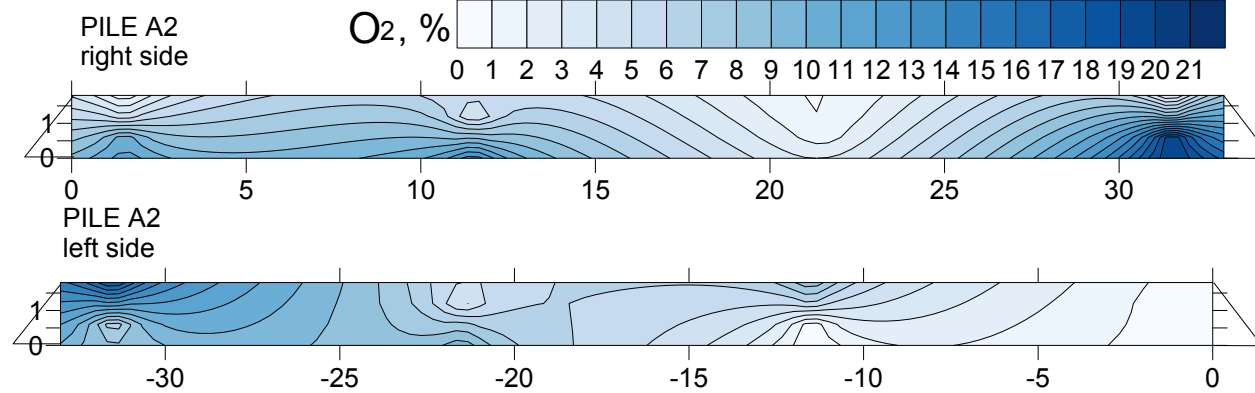 PILE A2
right side
O2, %
0 1 2 3 4 5 6 7 8 9 10 11 12 13 14 15 16 17 18 19 20 21
1
0
0 5 10 15 20 25 30
PILE A2
left side
1
0
-30 -25 -20 -15 -10 -5 0